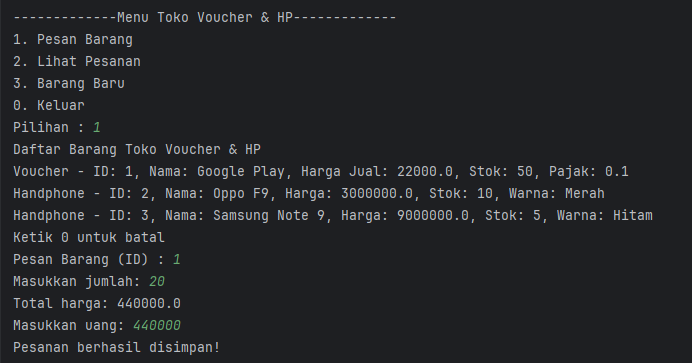 -------------Menu Toko Voucher & HP-------------
1. Pesan Barang
2. Lihat Pesanan
3. Barang Baru
0. Keluar
Pilihan : 1
Daftar Barang Toko Voucher & HP
Voucher - ID: 1, Nama: Google Play, Harga Jual: 22000.0, Stok: 50, Pajak: 0.1
Handphone - ID: 2, Nama: Oppo F9, Harga: 3000000.0, Stok: 10, Warna: Merah
Handphone - ID: 3, Nama: Samsung Note 9, Harga: 9000000.0, Stok: 5, Warna: Hitam
Ketik 0 untuk batal
Pesan Barang (ID) : 1
Masukkan jumlah: 20
Total harga: 440000.0
Masukkan uang: 440000
Pesanan berhasil disimpan!